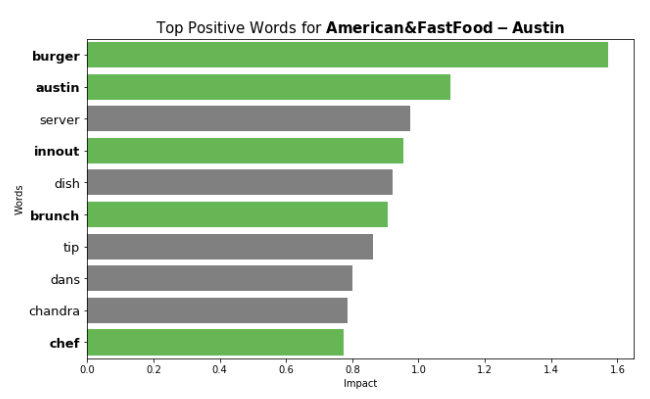 Top Positive Words for American&FastFood – Austin
burger
austin
server
innout
dish
brunch
tip
dans
chandra
chef
Words
0.0 0.2 0.4 0.6 0.8 1.0 1.2 1.4 1.6
Impact